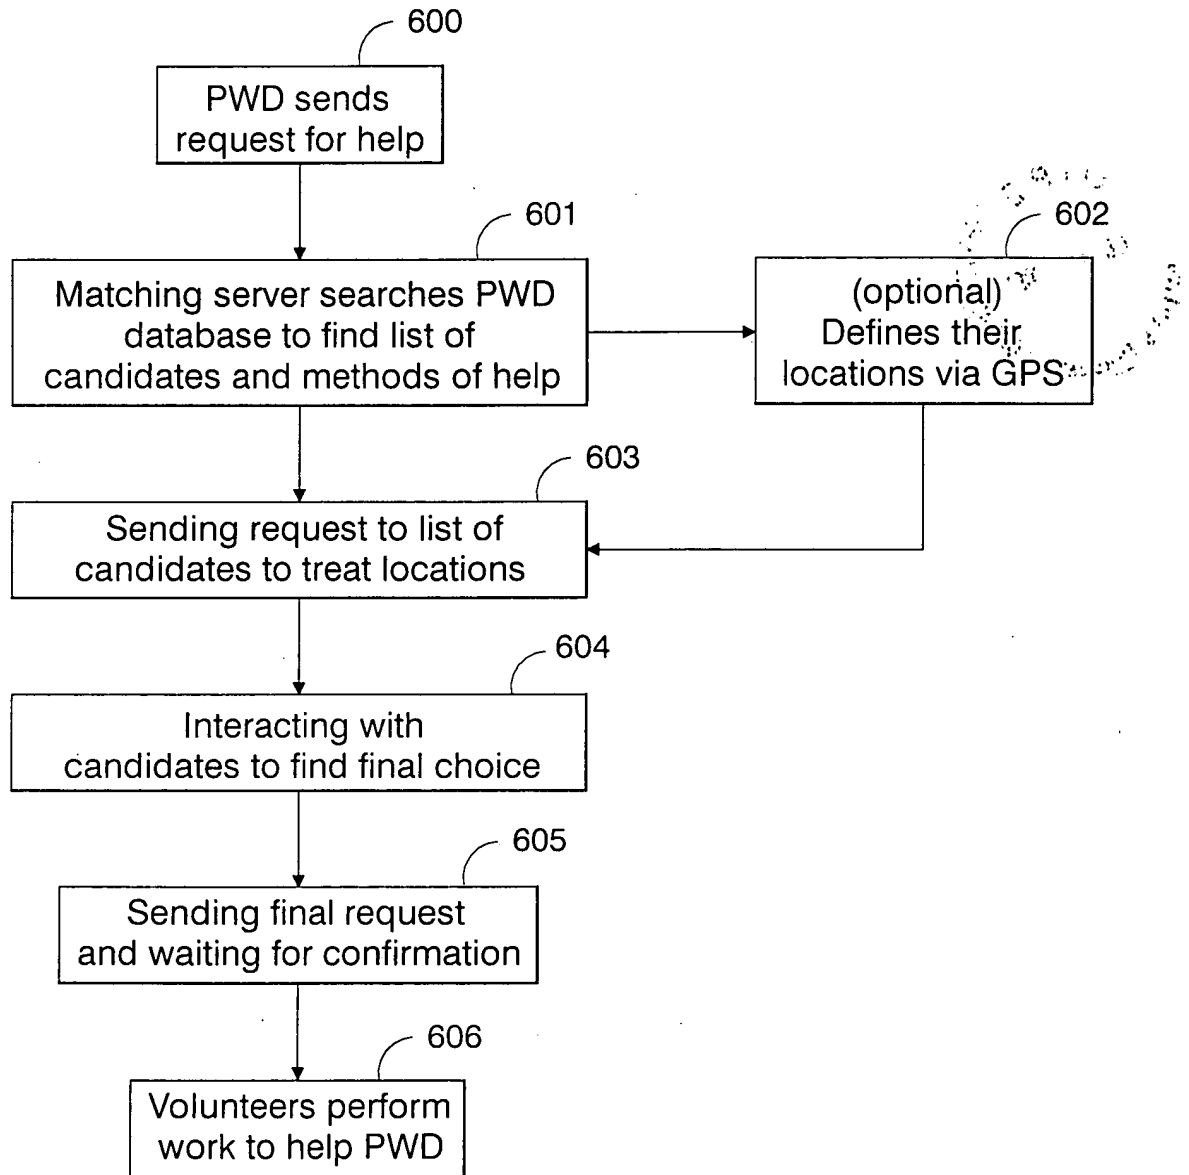 600
PWD sends
request for help
601
Matching server searches PWD
database to find list of
candidates and methods of help
602
(optional)
Defines their
locations via GPS
603
Sending request to list of
candidates to treat locations
604
Interacting with
candidates to find final choice
605
Sending final request
and waiting for confirmation
606
Volunteers perform
work to help PWD